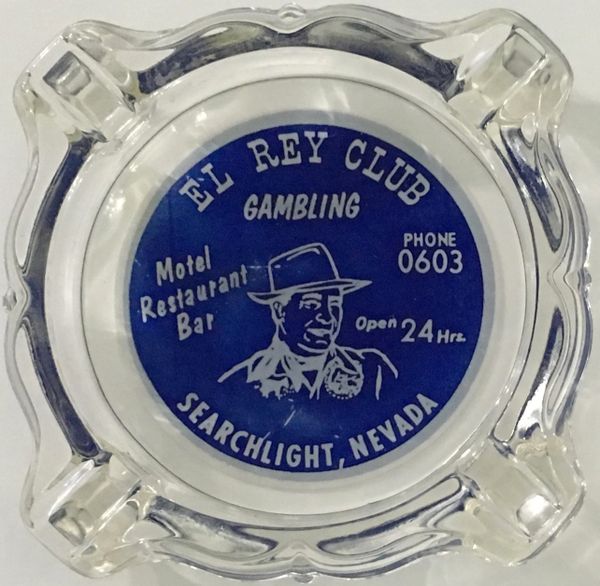 EL REY CLUB
GAMBLING
PHONE
0603
Motel
Restaurant
Bar
Open 24 Hrs.
SEARCHLIGHT, NEVADA